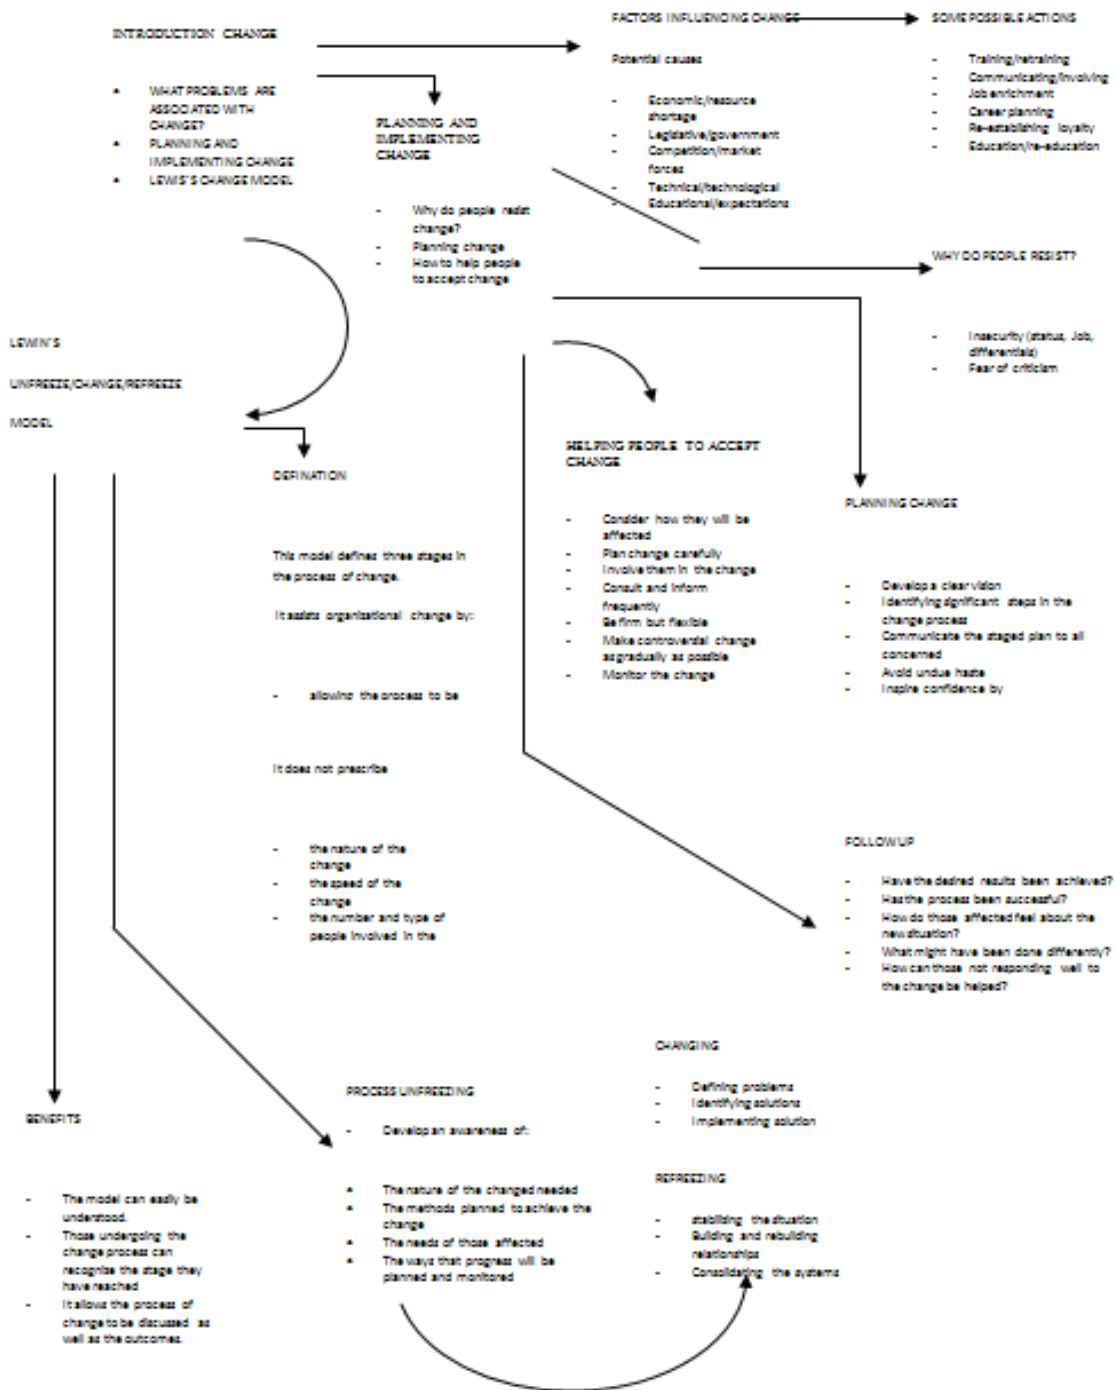 INTRODUCTION CHANGE
• WHAT PROBLEMS ARE
ASSOCIATED WITH
CHANGE?
• PLANNING AND
IMPLEMENTING CHANGE
• LEWIS'S CHANGE MODEL
FACTORS INFLUENCING CHANGE
Potential causes
- Economic/resource
shortage
- Legislative/government
- Competition/market
forces
- Technical/technological
- Educational/expectations
SOME POSSIBLE ACTIONS
- Training/retraining
- Communicating/involving
- Job enrichment
- Career planning
- Re-establishing loyalty
- Education/re-education
PLANNING AND
IMPLEMENTING
CHANGE
- Why do people resist
change?
- Planning change
- How to help people
to accept change
WHY DO PEOPLE RESIST?
- Insecurity (status, Job,
differentials)
- Fear of criticism
LEWIN'S
UNFREEZE/CHANGE/REFREEZE
MODEL
DEFINATION
This model defines three stages in
the process of change.
It assists organisational change by:
- allowing the process to be
It does not prescribe
- the nature of the
change
- the speed of the
change
- the number and type of
people involved in the
HELPING PEOPLE TO ACCEPT
CHANGE
- Consider how they will be
affected
- Plan change carefully
- Involve them in the change
- Consult and inform
frequently
- Be firm but flexible
- Make controversial change
as gradually as possible
- Monitor the change
PLANNING CHANGE
- Develop a clear vision
- Identifying significant steps in the
change process
- Communicate the staged plan to all
concerned
- Avoid undue haste
- Inspire confidence by
FOLLOW UP
- Have the desired results been achieved?
- Has the process been successful?
- How do those affected feel about the
new situation?
- What might have been done differently?
- How can those not responding well to
the change be helped?
BENEFITS
- The model can easily be
understood.
- Those undergoing the
change process can
recognise the stage they
have reached
- It allows the process of
change to be discussed as
well as the outcomes.
PROCESS UNFREEZING
- Develop an awareness of:
• The nature of the changed needed
• The methods planned to achieve the
change
• The needs of those affected
• The ways that progress will be
planned and monitored
CHANGING
- Defining problems
- Identifying solutions
- Implementing solution
REFREEZING
- stabilising the situation
- Building and rebuilding
relationships
- Consolidating the systems